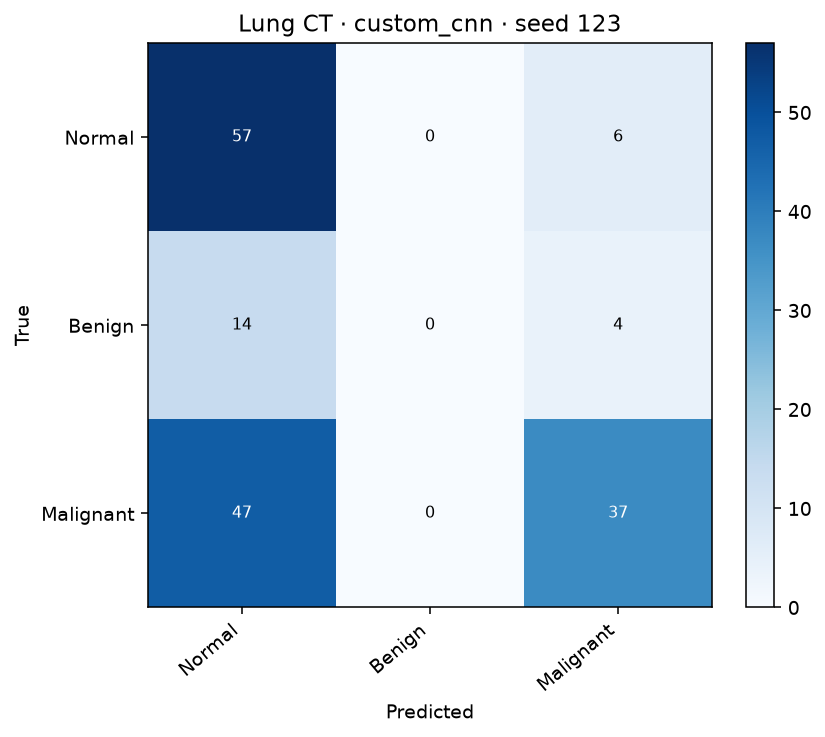 Lung CT · custom_cnn · seed 123
Normal 57 0 6
Benign 14 0 4
Malignant 47 0 37
Normal Benign Malignant
Predicted
True
50
40
30
20
10
0